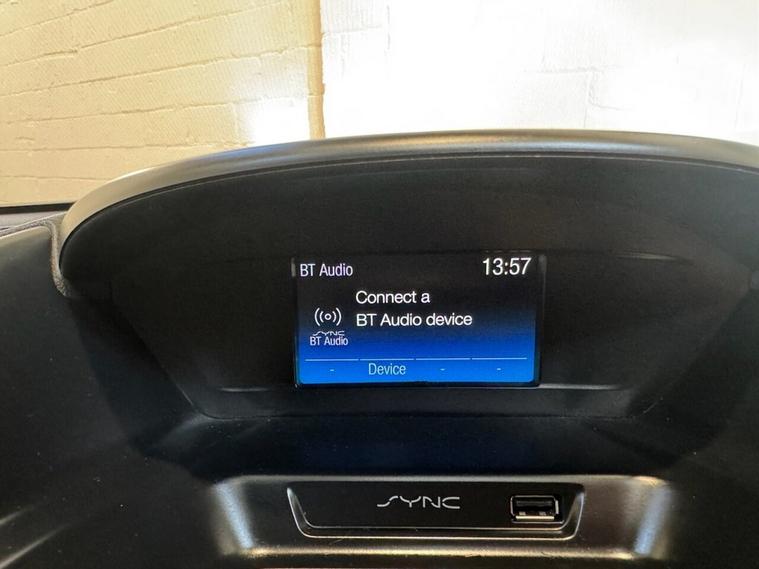 BT Audio 13:57
Connect a
BT Audio device
SYNC
BT Audio
- Device - -
SYNC